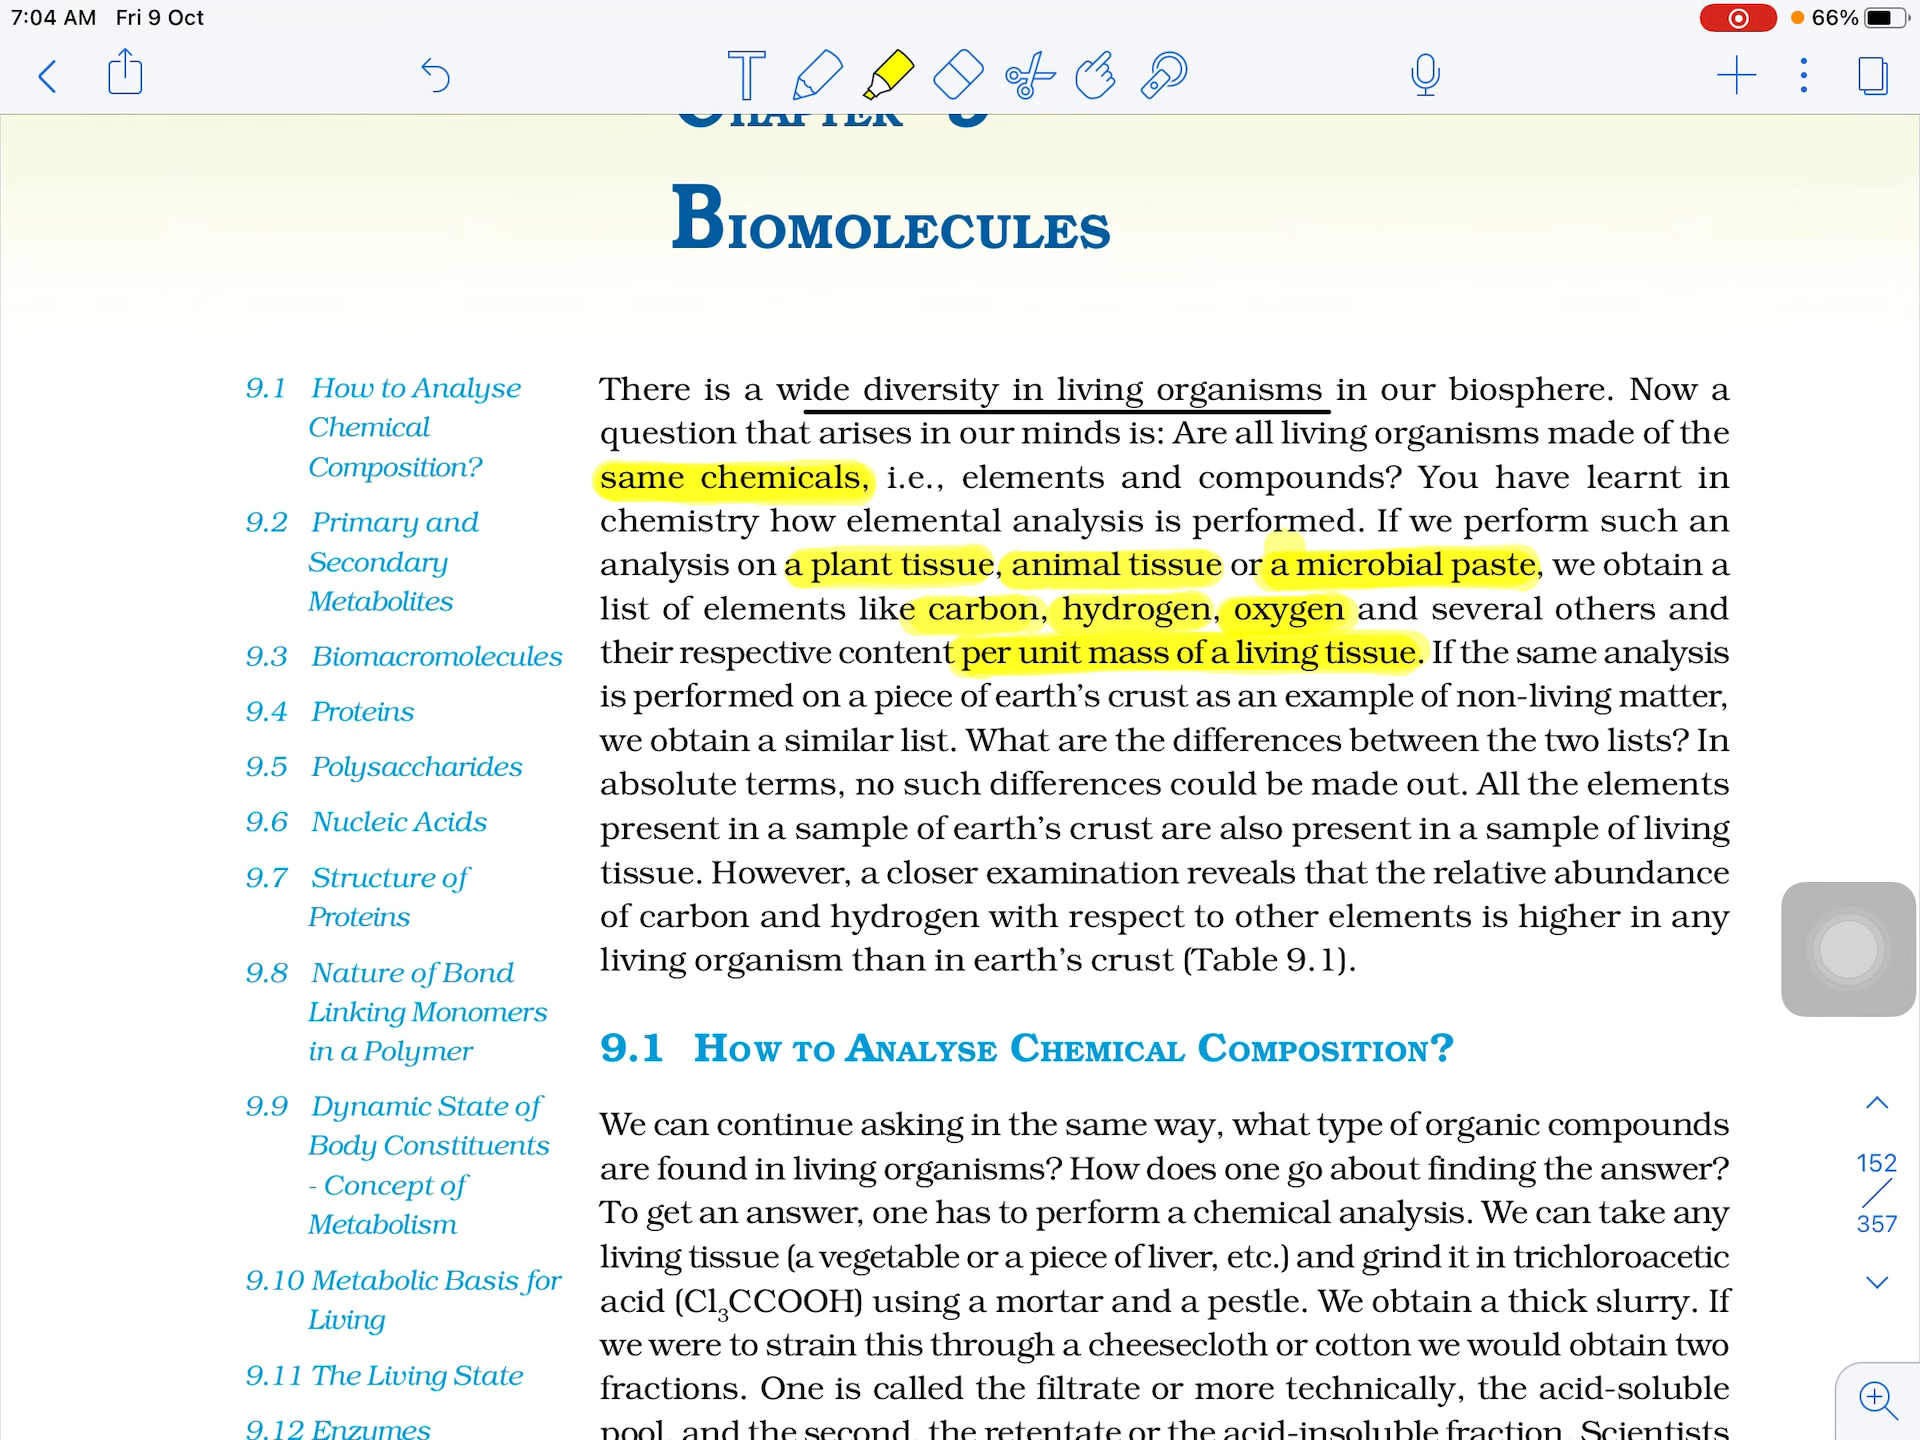 7:04 AM Fri 9 Oct
66%
T
CHAPTER 9
BIOMOLECULES
9.1 How to Analyse
Chemical
Composition?
9.2 Primary and
Secondary
Metabolites
9.3 Biomacromolecules
9.4 Proteins
9.5 Polysaccharides
9.6 Nucleic Acids
9.7 Structure of
Proteins
9.8 Nature of Bond
Linking Monomers
in a Polymer
9.9 Dynamic State of
Body Constituents
- Concept of
Metabolism
9.10 Metabolic Basis for
Living
9.11 The Living State
9.12 Enzymes
There is a wide diversity in living organisms in our biosphere. Now a
question that arises in our minds is: Are all living organisms made of the
same chemicals, i.e., elements and compounds? You have learnt in
chemistry how elemental analysis is performed. If we perform such an
analysis on a plant tissue, animal tissue or a microbial paste, we obtain a
list of elements like carbon, hydrogen, oxygen and several others and
their respective content per unit mass of a living tissue. If the same analysis
is performed on a piece of earth's crust as an example of non-living matter,
we obtain a similar list. What are the differences between the two lists? In
absolute terms, no such differences could be made out. All the elements
present in a sample of earth's crust are also present in a sample of living
tissue. However, a closer examination reveals that the relative abundance
of carbon and hydrogen with respect to other elements is higher in any
living organism than in earth's crust (Table 9.1).
9.1 HOW TO ANALYSE CHEMICAL COMPOSITION?
We can continue asking in the same way, what type of organic compounds
are found in living organisms? How does one go about finding the answer?
To get an answer, one has to perform a chemical analysis. We can take any
living tissue (a vegetable or a piece of liver, etc.) and grind it in trichloroacetic
acid (Cl₃CCOOH) using a mortar and a pestle. We obtain a thick slurry. If
we were to strain this through a cheesecloth or cotton we would obtain two
fractions. One is called the filtrate or more technically, the acid-soluble
pool, and the second, the retentate or the acid-insoluble fraction. Scientists
152
357